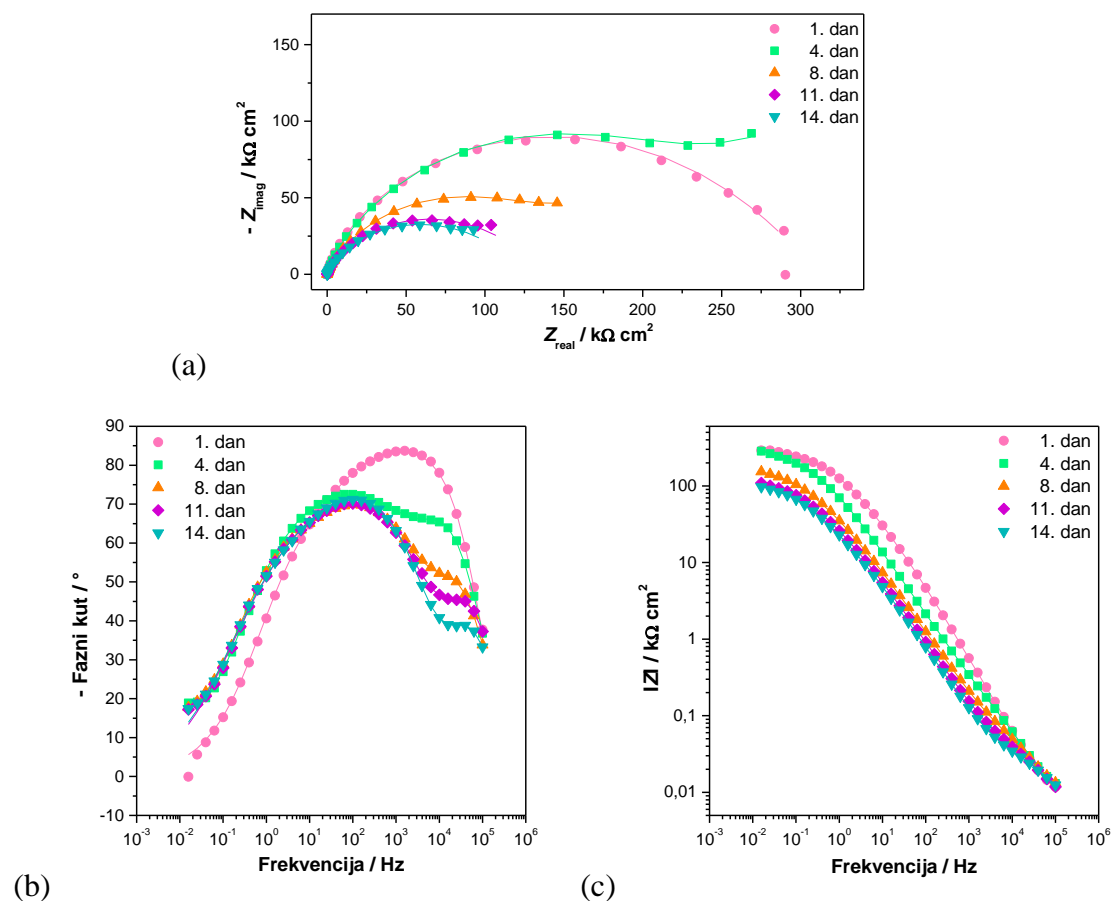 150
100
50
0
- Zimag / kΩ cm²
1. dan
4. dan
8. dan
11. dan
14. dan
0 50 100 150 200 250 300
Zreal / kΩ cm²
(a)
90
80
70
60
50
40
30
20
10
0
-10
- Fazni kut / °
1. dan
4. dan
8. dan
11. dan
14. dan
10⁻³ 10⁻² 10⁻¹ 10⁰ 10¹ 10² 10³ 10⁴ 10⁵ 10⁶
Frekvencija / Hz
(b)
100
10
1
0,1
0,01
IZI / kΩ cm²
1. dan
4. dan
8. dan
11. dan
14. dan
10⁻³ 10⁻² 10⁻¹ 10⁰ 10¹ 10² 10³ 10⁴ 10⁵ 10⁶
Frekvencija / Hz
(c)